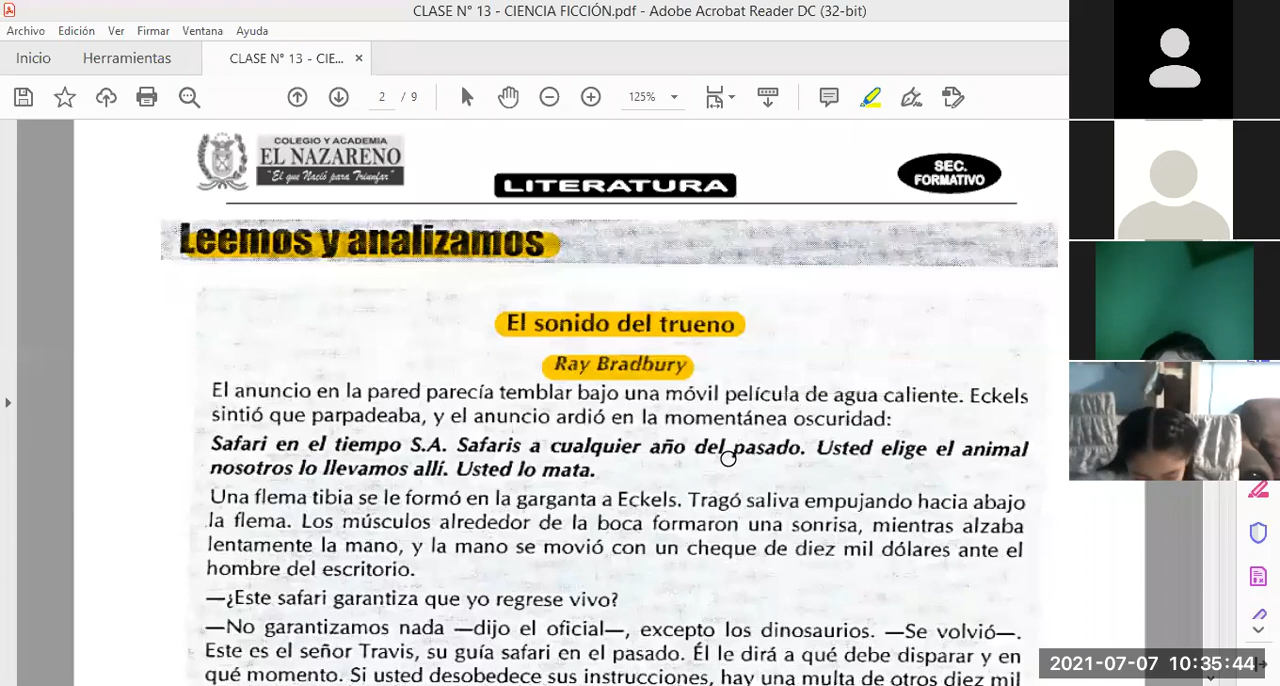 CLASE N° 13 - CIENCIA FICCIÓN.pdf - Adobe Acrobat Reader DC (32-bit)
Archivo Edición Ver Firmar Ventana Ayuda
Inicio Herramientas CLASE N° 13 - CIE... ×
2 / 9 125%
COLEGIO Y ACADEMIA
EL NAZARENO
"El que Nació para Triunfar"
LITERATURA
SEC.
FORMATIVO
Leemos y analizamos
El sonido del trueno
Ray Bradbury
El anuncio en la pared parecía temblar bajo una móvil película de agua caliente. Eckels
sintió que parpadeaba, y el anuncio ardió en la momentánea oscuridad:
Safari en el tiempo S.A. Safaris a cualquier año del pasado. Usted elige el animal
nosotros lo llevamos allí. Usted lo mata.
Una flema tibia se le formó en la garganta a Eckels. Tragó saliva empujando hacia abajo
la flema. Los músculos alrededor de la boca formaron una sonrisa, mientras alzaba
lentamente la mano, y la mano se movió con un cheque de diez mil dólares ante el
hombre del escritorio.
—¿Este safari garantiza que yo regrese vivo?
—No garantizamos nada —dijo el oficial—, excepto los dinosaurios. —Se volvió—.
Este es el señor Travis, su guía safari en el pasado. Él le dirá a qué debe disparar y en
qué momento. Si usted desobedece sus instrucciones, hay una multa de otros diez mil
2021-07-07 10:35:44